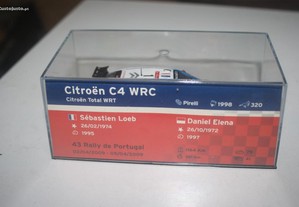 Citroën C4 WRC
Citroën Total WRT
Pirelli 1998 320
Sébastien Loeb
26/02/1974
1995
Daniel Elena
26/10/1972
1997
43 Rally de Portugal